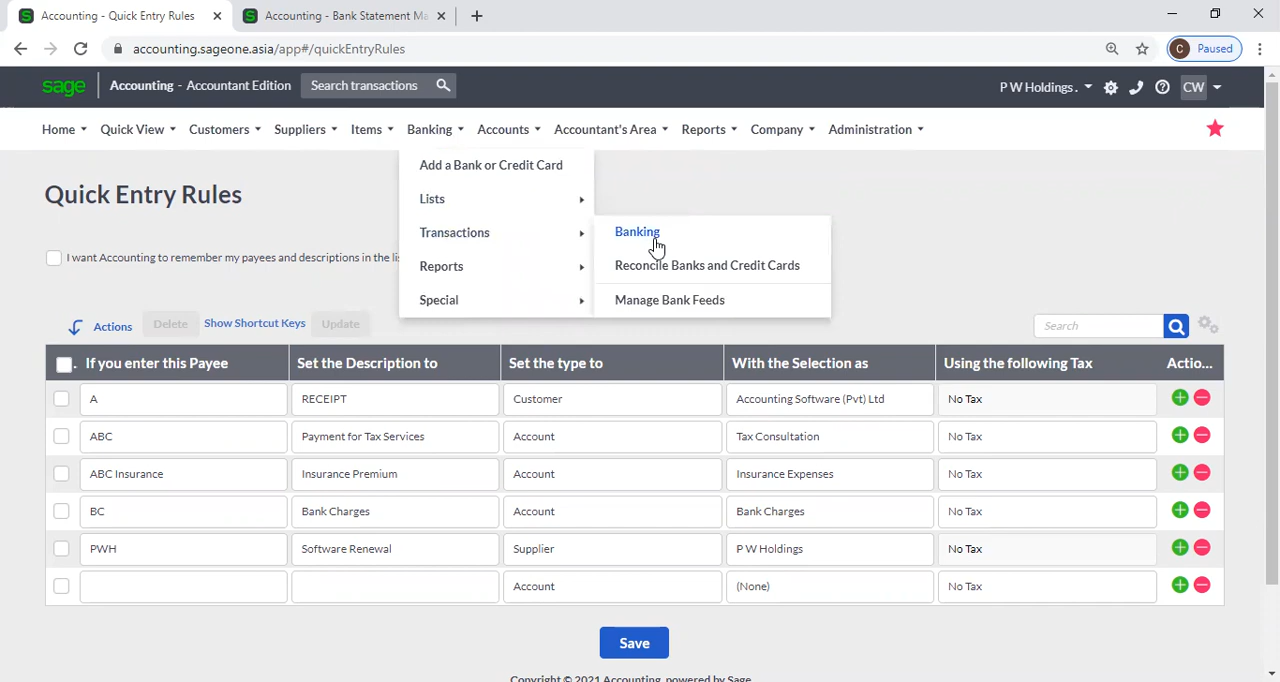 Accounting - Quick Entry Rules
Accounting - Bank Statement Ma
accounting.sageone.asia/app#/quickEntryRules
C Paused
sage Accounting - Accountant Edition Search transactions P W Holdings . CW
Home Quick View Customers Suppliers Items Banking Accounts Accountant's Area Reports Company Administration
Add a Bank or Credit Card
Lists
Transactions
Reports
Special
Banking
Reconcile Banks and Credit Cards
Manage Bank Feeds
Quick Entry Rules
I want Accounting to remember my payees and descriptions in the lis
Actions Delete Show Shortcut Keys Update Search
If you enter this Payee Set the Description to Set the type to With the Selection as Using the following Tax Actio...
A RECEIPT Customer Accounting Software (Pvt) Ltd No Tax
ABC Payment for Tax Services Account Tax Consultation No Tax
ABC Insurance Insurance Premium Account Insurance Expenses No Tax
BC Bank Charges Account Bank Charges No Tax
PWH Software Renewal Supplier P W Holdings No Tax
Account (None) No Tax
Save
Copyright © 2021 Accounting, powered by Sage